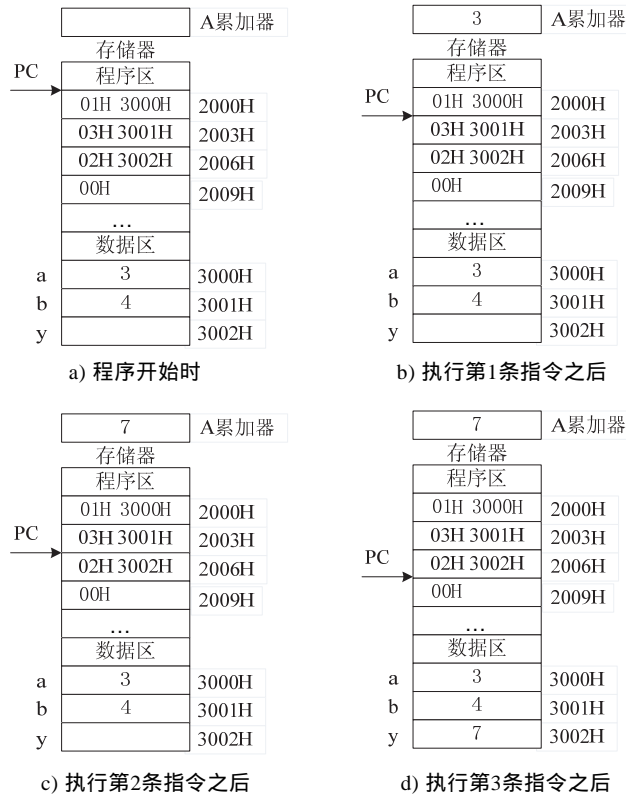 A累加器
存储器
PC
程序区
01H 3000H 2000H
03H 3001H 2003H
02H 3002H 2006H
00H 2009H
...
数据区
a 3 3000H
b 4 3001H
y 3002H
a) 程序开始时
3 A累加器
存储器
程序区
PC
01H 3000H 2000H
03H 3001H 2003H
02H 3002H 2006H
00H 2009H
...
数据区
a 3 3000H
b 4 3001H
y 3002H
b) 执行第1条指令之后
7 A累加器
存储器
程序区
01H 3000H 2000H
PC
03H 3001H 2003H
02H 3002H 2006H
00H 2009H
...
数据区
a 3 3000H
b 4 3001H
y 3002H
c) 执行第2条指令之后
7 A累加器
存储器
程序区
01H 3000H 2000H
03H 3001H 2003H
PC
02H 3002H 2006H
00H 2009H
...
数据区
a 3 3000H
b 4 3001H
y 7 3002H
d) 执行第3条指令之后